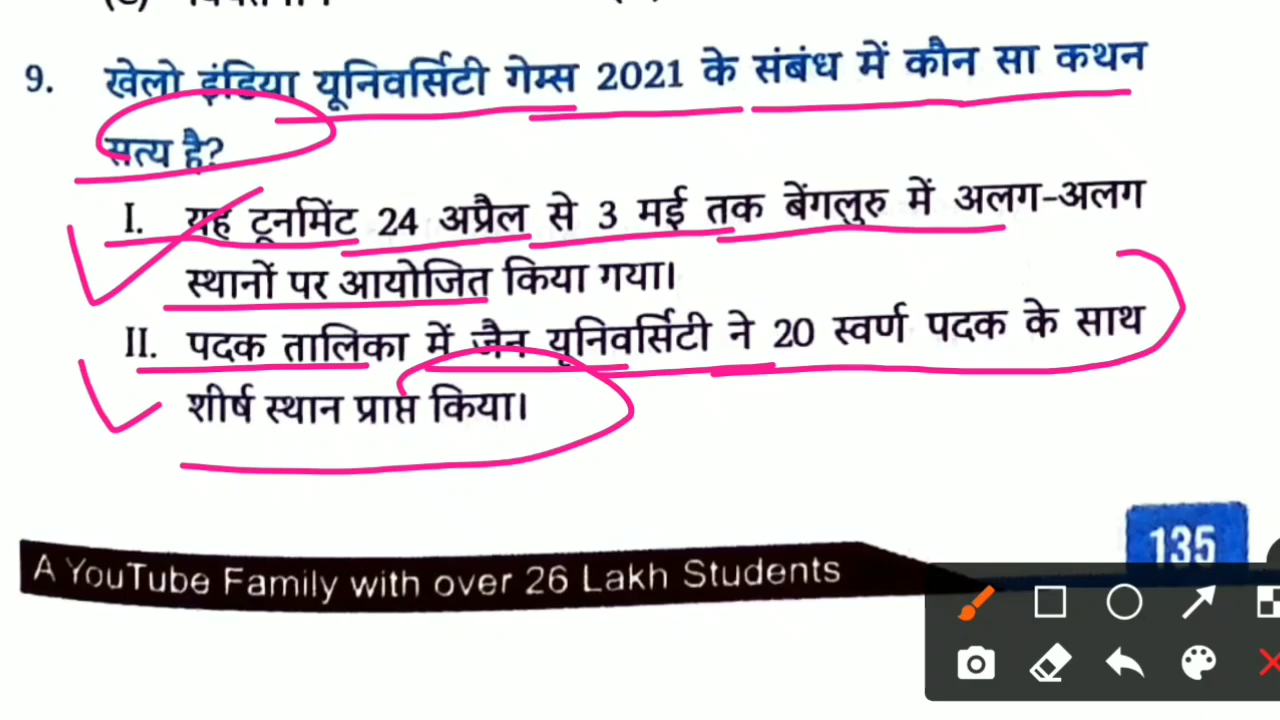 9. खेलो इंडिया यूनिवर्सिटी गेम्स 2021 के संबंध में कौन सा कथन
सत्य है?
I. यह टूर्नामेंट 24 अप्रैल से 3 मई तक बेंगलुरु में अलग-अलग
स्थानों पर आयोजित किया गया।
II. पदक तालिका में जैन यूनिवर्सिटी ने 20 स्वर्ण पदक के साथ
शीर्ष स्थान प्राप्त किया।
135
A YouTube Family with over 26 Lakh Students